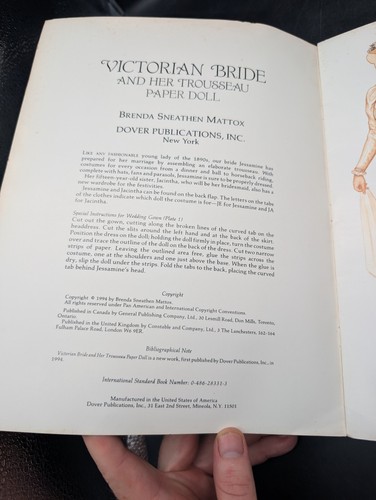 VICTORIAN BRIDE
AND HER TROUSSEAU
PAPER DOLL
BRENDA SNEATHEN MATTOX
DOVER PUBLICATIONS, INC.
New York
LIKE ANY FASHIONABLE young lady of the 1890s, our bride Jessamine has
prepared for her marriage by assembling an elaborate trousseau. With
costumes for every occasion from a dinner and ball to horseback riding,
complete with hats, fans and parasols, Jessamine is sure to be properly dressed.
Her fifteen-year-old sister, Jacintha, who will be her bridesmaid, also has a
new wardrobe for the festivities.
Jessamine and Jacintha can be found on the back flap. The letters on the tabs
of the clothes indicate which doll the costume is for—JE for Jessamine and JA
for Jacintha.
Special Instructions for Wedding Gown (Plate 1)
Cut out the gown, cutting along the broken lines of the curved tab on the
headdress. Cut the slits around the left hand and at the back of the skirt.
Position the dress on the doll; holding the doll firmly in place, turn the costume
over and trace the outline of the doll on the back of the dress. Cut two narrow
strips of paper. Leaving the outlined area free, glue the strips across the
costume, one at the shoulders and one just above the base. When the glue is
dry, slip the doll under the strips. Fold the tabs to the back, placing the curved
tab behind Jessamine's head.
Copyright
Copyright © 1994 by Brenda Sneathen Mattox.
All rights reserved under Pan American and International Copyright Conventions.
Published in Canada by General Publishing Company, Ltd., 30 Lesmill Road, Don Mills, Toronto,
Ontario.
Published in the United Kingdom by Constable and Company, Ltd., 3 The Lanchesters, 162-164
Fulham Palace Road, London W6 9ER.
Bibliographical Note
Victorian Bride and Her Trousseau Paper Doll is a new work, first published by Dover Publications, Inc., in
1994.
International Standard Book Number: 0-486-28331-3
Manufactured in the United States of America
Dover Publications, Inc., 31 East 2nd Street, Mineola, N.Y. 11501